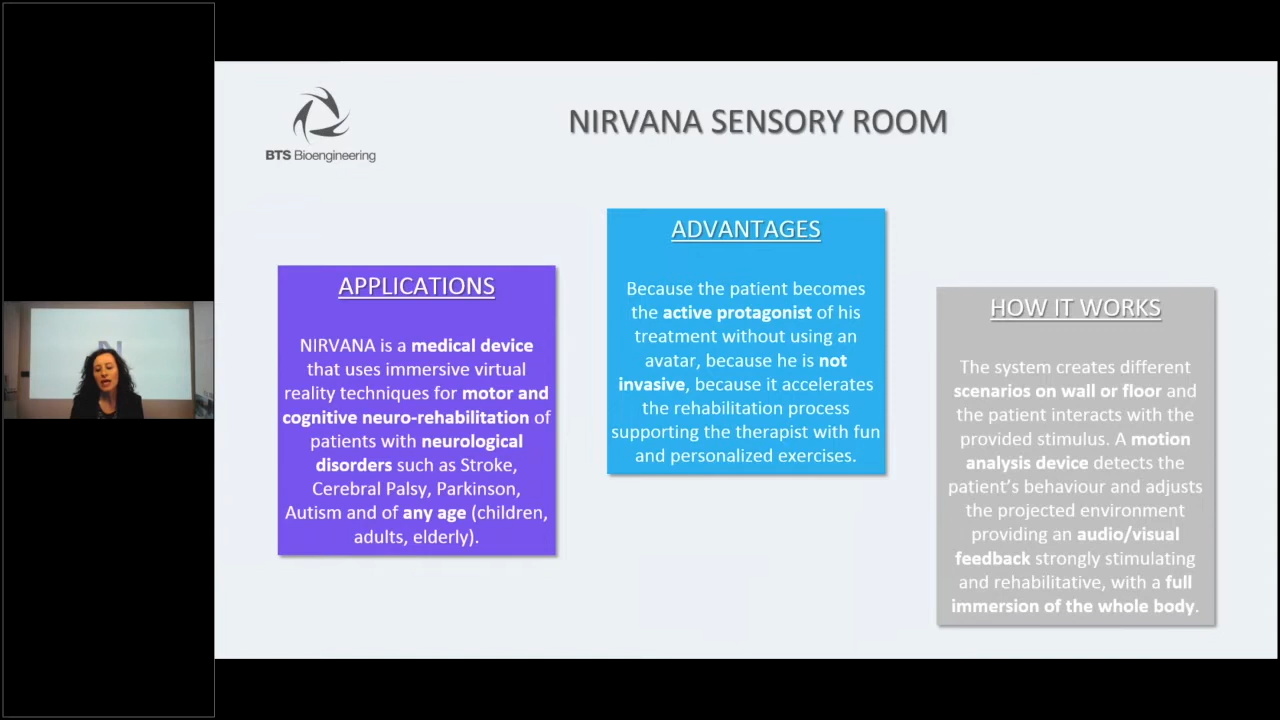 BTS Bioengineering
NIRVANA SENSORY ROOM
APPLICATIONS
NIRVANA is a medical device
that uses immersive virtual
reality techniques for motor and
cognitive neuro-rehabilitation of
patients with neurological
disorders such as Stroke,
Cerebral Palsy, Parkinson,
Autism and of any age (children,
adults, elderly).
ADVANTAGES
Because the patient becomes
the active protagonist of his
treatment without using an
avatar, because he is not
invasive, because it accelerates
the rehabilitation process
supporting the therapist with fun
and personalized exercises.
HOW IT WORKS
The system creates different
scenarios on wall or floor and
the patient interacts with the
provided stimulus. A motion
analysis device detects the
patient’s behaviour and adjusts
the projected environment
providing an audio/visual
feedback strongly stimulating
and rehabilitative, with a full
immersion of the whole body.